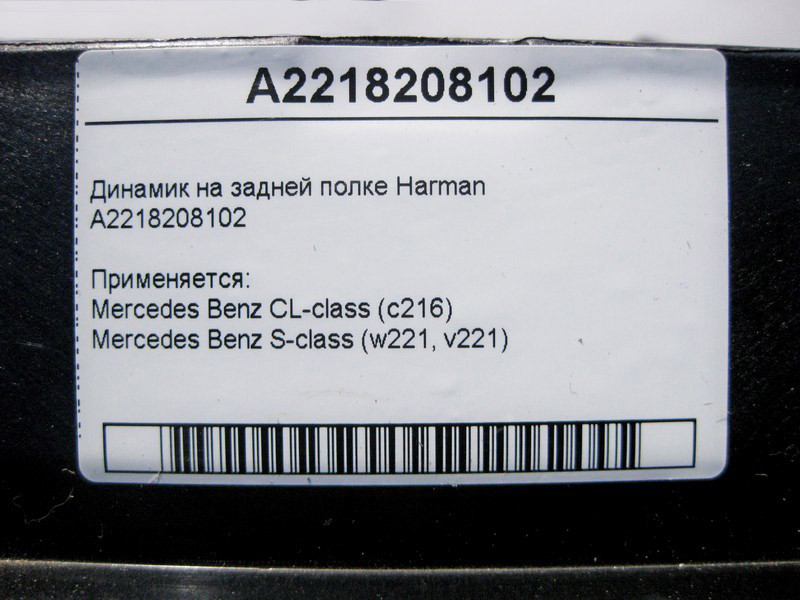 A2218208102
Динамик на задней полке Harman
A2218208102
Применяется:
Mercedes Benz CL-class (c216)
Mercedes Benz S-class (w221, v221)